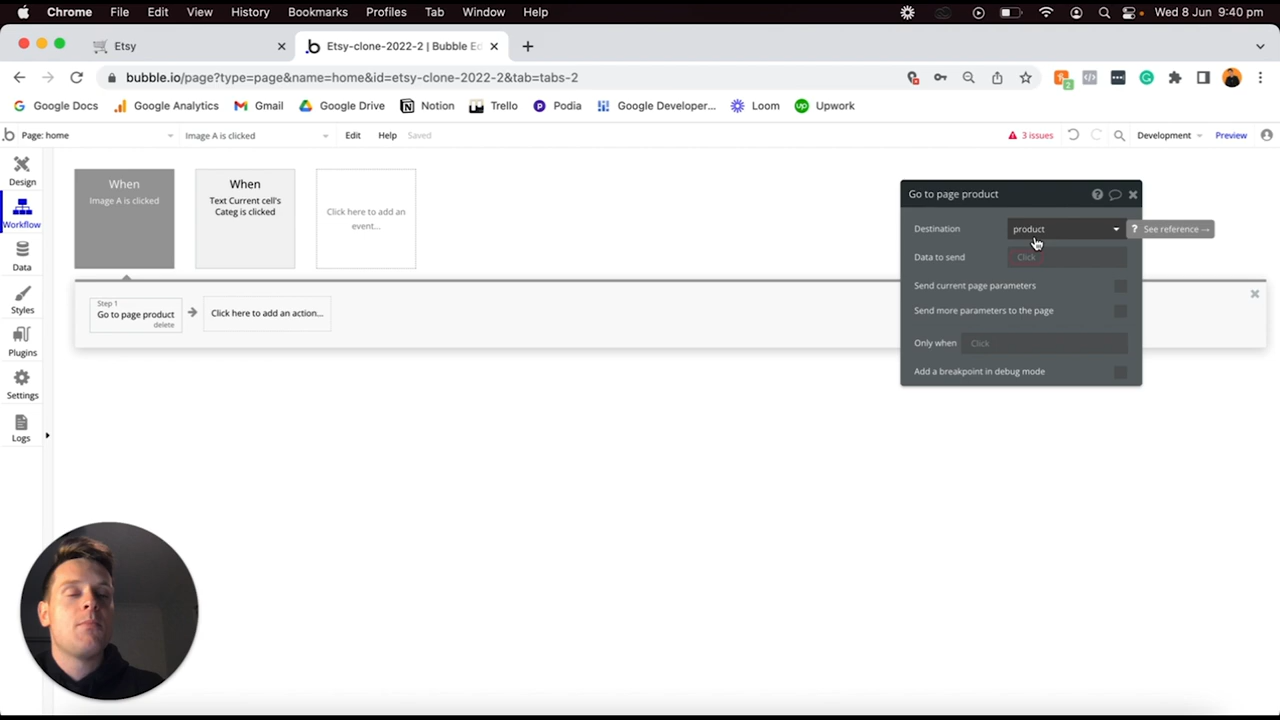 Chrome File Edit View History Bookmarks Profiles Tab Window Help Wed 8 Jun 9:40 pm
Etsy
Etsy-clone-2022-2 | Bubble Ed
bubble.io/page?type=page&name=home&id=etsy-clone-2022-2&tab=tabs-2
2
Google Docs Google Analytics Gmail Google Drive Notion Trello Podia Google Developer... Loom Upwork
Page: home Image A is clicked Edit Help Saved 3 issues Development Preview
Design
Workflow
Data
Styles
Plugins
Settings
Logs
When
Image A is clicked
When
Text Current cell's
Categ is clicked
Click here to add an
event...
Step 1
Go to page product
delete
Click here to add an action...
Go to page product
Destination product
? See reference →
Data to send Click
Send current page parameters
Send more parameters to the page
Only when Click
Add a breakpoint in debug mode